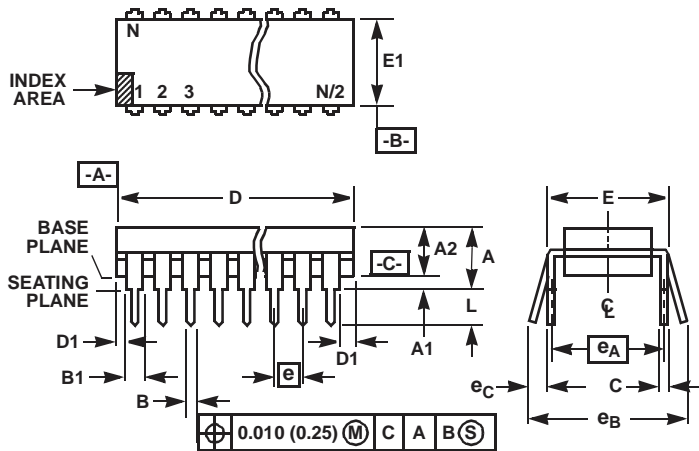 N
E1
INDEX
AREA
1 2 3 N/2
-B-
-A-
D
E
BASE
PLANE
A2
A
-C-
SEATING
PLANE
L
C
L
D1
A1
D1
eA
B1
e
eC
C
B
eB
0.010 (0.25) M C A B S